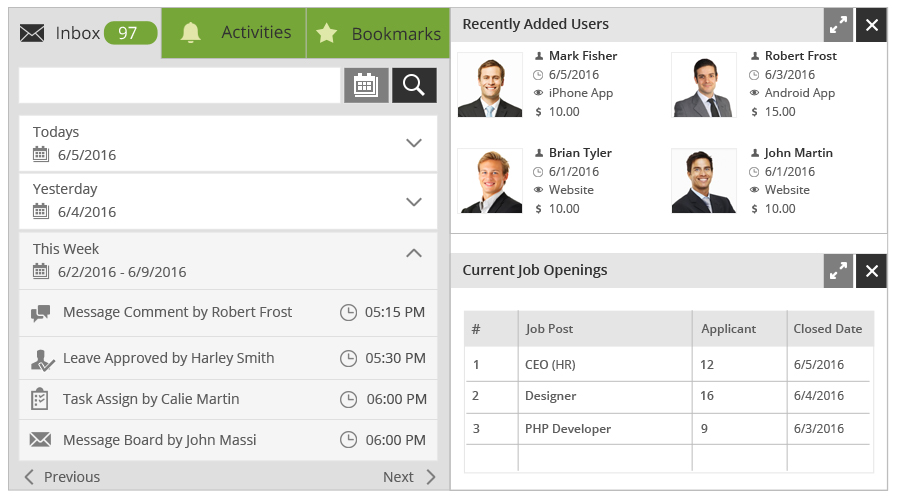 Inbox 97 Activities Bookmarks
Todays
6/5/2016
Yesterday
6/4/2016
This Week
6/2/2016 - 6/9/2016
Message Comment by Robert Frost 05:15 PM
Leave Approved by Harley Smith 05:30 PM
Task Assign by Calie Martin 06:00 PM
Message Board by John Massi 06:00 PM
Previous Next
Recently Added Users
Mark Fisher
6/5/2016
iPhone App
$ 10.00
Robert Frost
6/3/2016
Android App
$ 15.00
Brian Tyler
6/1/2016
Website
$ 10.00
John Martin
6/1/2016
Website
$ 10.00
Current Job Openings
# Job Post Applicant Closed Date
1 CEO (HR) 12 6/5/2016
2 Designer 16 6/4/2016
3 PHP Developer 9 6/3/2016